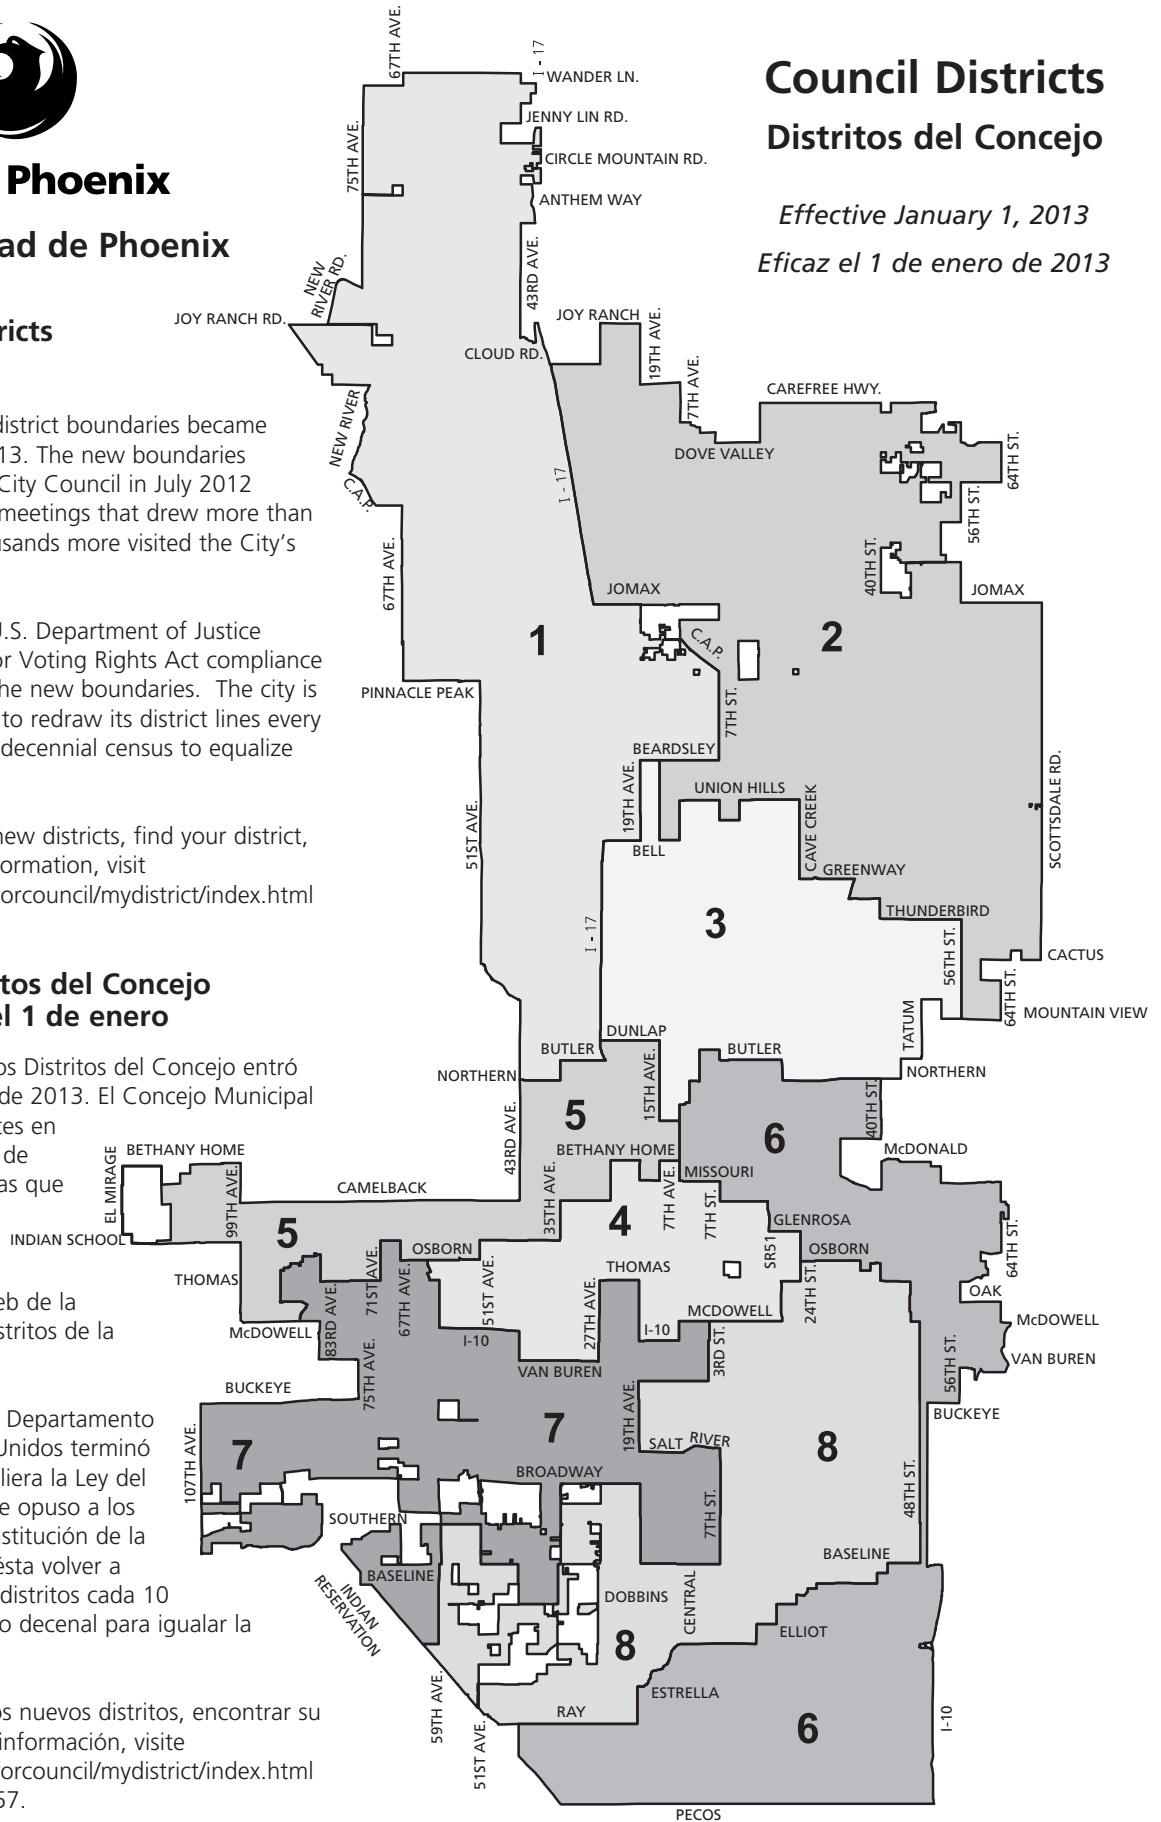 Phoenix
ad de Phoenix
ricts
district boundaries became
13. The new boundaries
City Council in July 2012
meetings that drew more than
usands more visited the City's
U.S. Department of Justice
or Voting Rights Act compliance
he new boundaries. The city is
to redraw its district lines every
decennial census to equalize
new districts, find your district,
formation, visit
orcouncil/mydistrict/index.html
tos del Concejo
el 1 de enero
os Distritos del Concejo entró
de 2013. El Concejo Municipal
tes en
de
as que
eb de la
stritos de la
Departamento
Unidos terminó
liera la Ley del
e opuso a los
nstitución de la
ésta volver a
distritos cada 10
o decenal para igualar la
os nuevos distritos, encontrar su
información, visite
orcouncil/mydistrict/index.html
57.
Council Districts
Distritos del Concejo
Effective January 1, 2013
Eficaz el 1 de enero de 2013
67TH AVE.
I - 17
WANDER LN.
JENNY LIN RD.
75TH AVE.
CIRCLE MOUNTAIN RD.
ANTHEM WAY
NEW
RIVER RD.
43RD AVE.
JOY RANCH RD.
JOY RANCH
CLOUD RD.
19TH AVE.
7TH AVE.
CAREFREE HWY.
NEW RIVER
DOVE VALLEY
64TH ST.
C.A.P.
I - 17
56TH ST.
67TH AVE.
40TH ST.
JOMAX
JOMAX
1
C.A.P.
2
PINNACLE PEAK
7TH ST.
BEARDSLEY
UNION HILLS
19TH AVE.
CAVE CREEK
SCOTTSDALE RD.
51ST AVE.
BELL
GREENWAY
THUNDERBIRD
3
I - 17
56TH ST.
CACTUS
64TH ST.
MOUNTAIN VIEW
TATUM
DUNLAP
BUTLER
BUTLER
NORTHERN
NORTHERN
15TH AVE.
5
40TH ST.
43RD AVE.
6
BETHANY HOME
BETHANY HOME
McDONALD
EL MIRAGE
99TH AVE.
MISSOURI
CAMELBACK
35TH AVE.
7TH AVE.
7TH ST.
4
GLENROSA
INDIAN SCHOOL
5
OSBORN
SR51
OSBORN
64TH ST.
THOMAS
71ST AVE.
67TH AVE.
51ST AVE.
THOMAS
24TH ST.
OAK
McDOWELL
83RD AVE.
I-10
27TH AVE.
I-10
MCDOWELL
McDOWELL
3RD ST.
VAN BUREN
VAN BUREN
56TH ST.
BUCKEYE
75TH AVE.
BUCKEYE
19TH AVE.
7
7
SALT RIVER
8
107TH AVE.
BROADWAY
48TH ST.
7TH ST.
SOUTHERN
BASELINE
BASELINE
INDIAN
RESERVATION
DOBBINS
CENTRAL
ELLIOT
8
59TH AVE.
ESTRELLA
RAY
6
I-10
51ST AVE.
PECOS